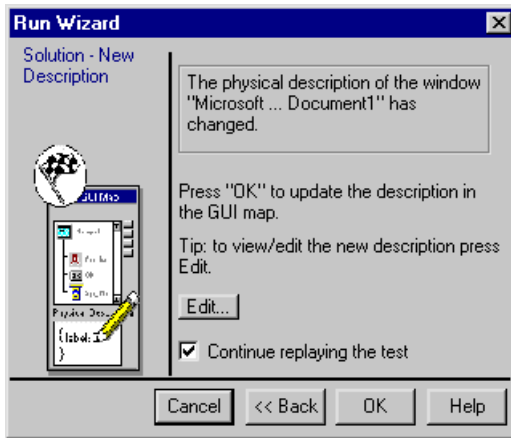 Run Wizard
Solution - New
Description
The physical description of the window
"Microsoft ... Document1" has
changed.
GUI Map
Press "OK" to update the description in
the GUI map.
Tip: to view/edit the new description press
Edit.
Edit...
{label:
}
Continue replaying the test
Cancel
<< Back
OK
Help